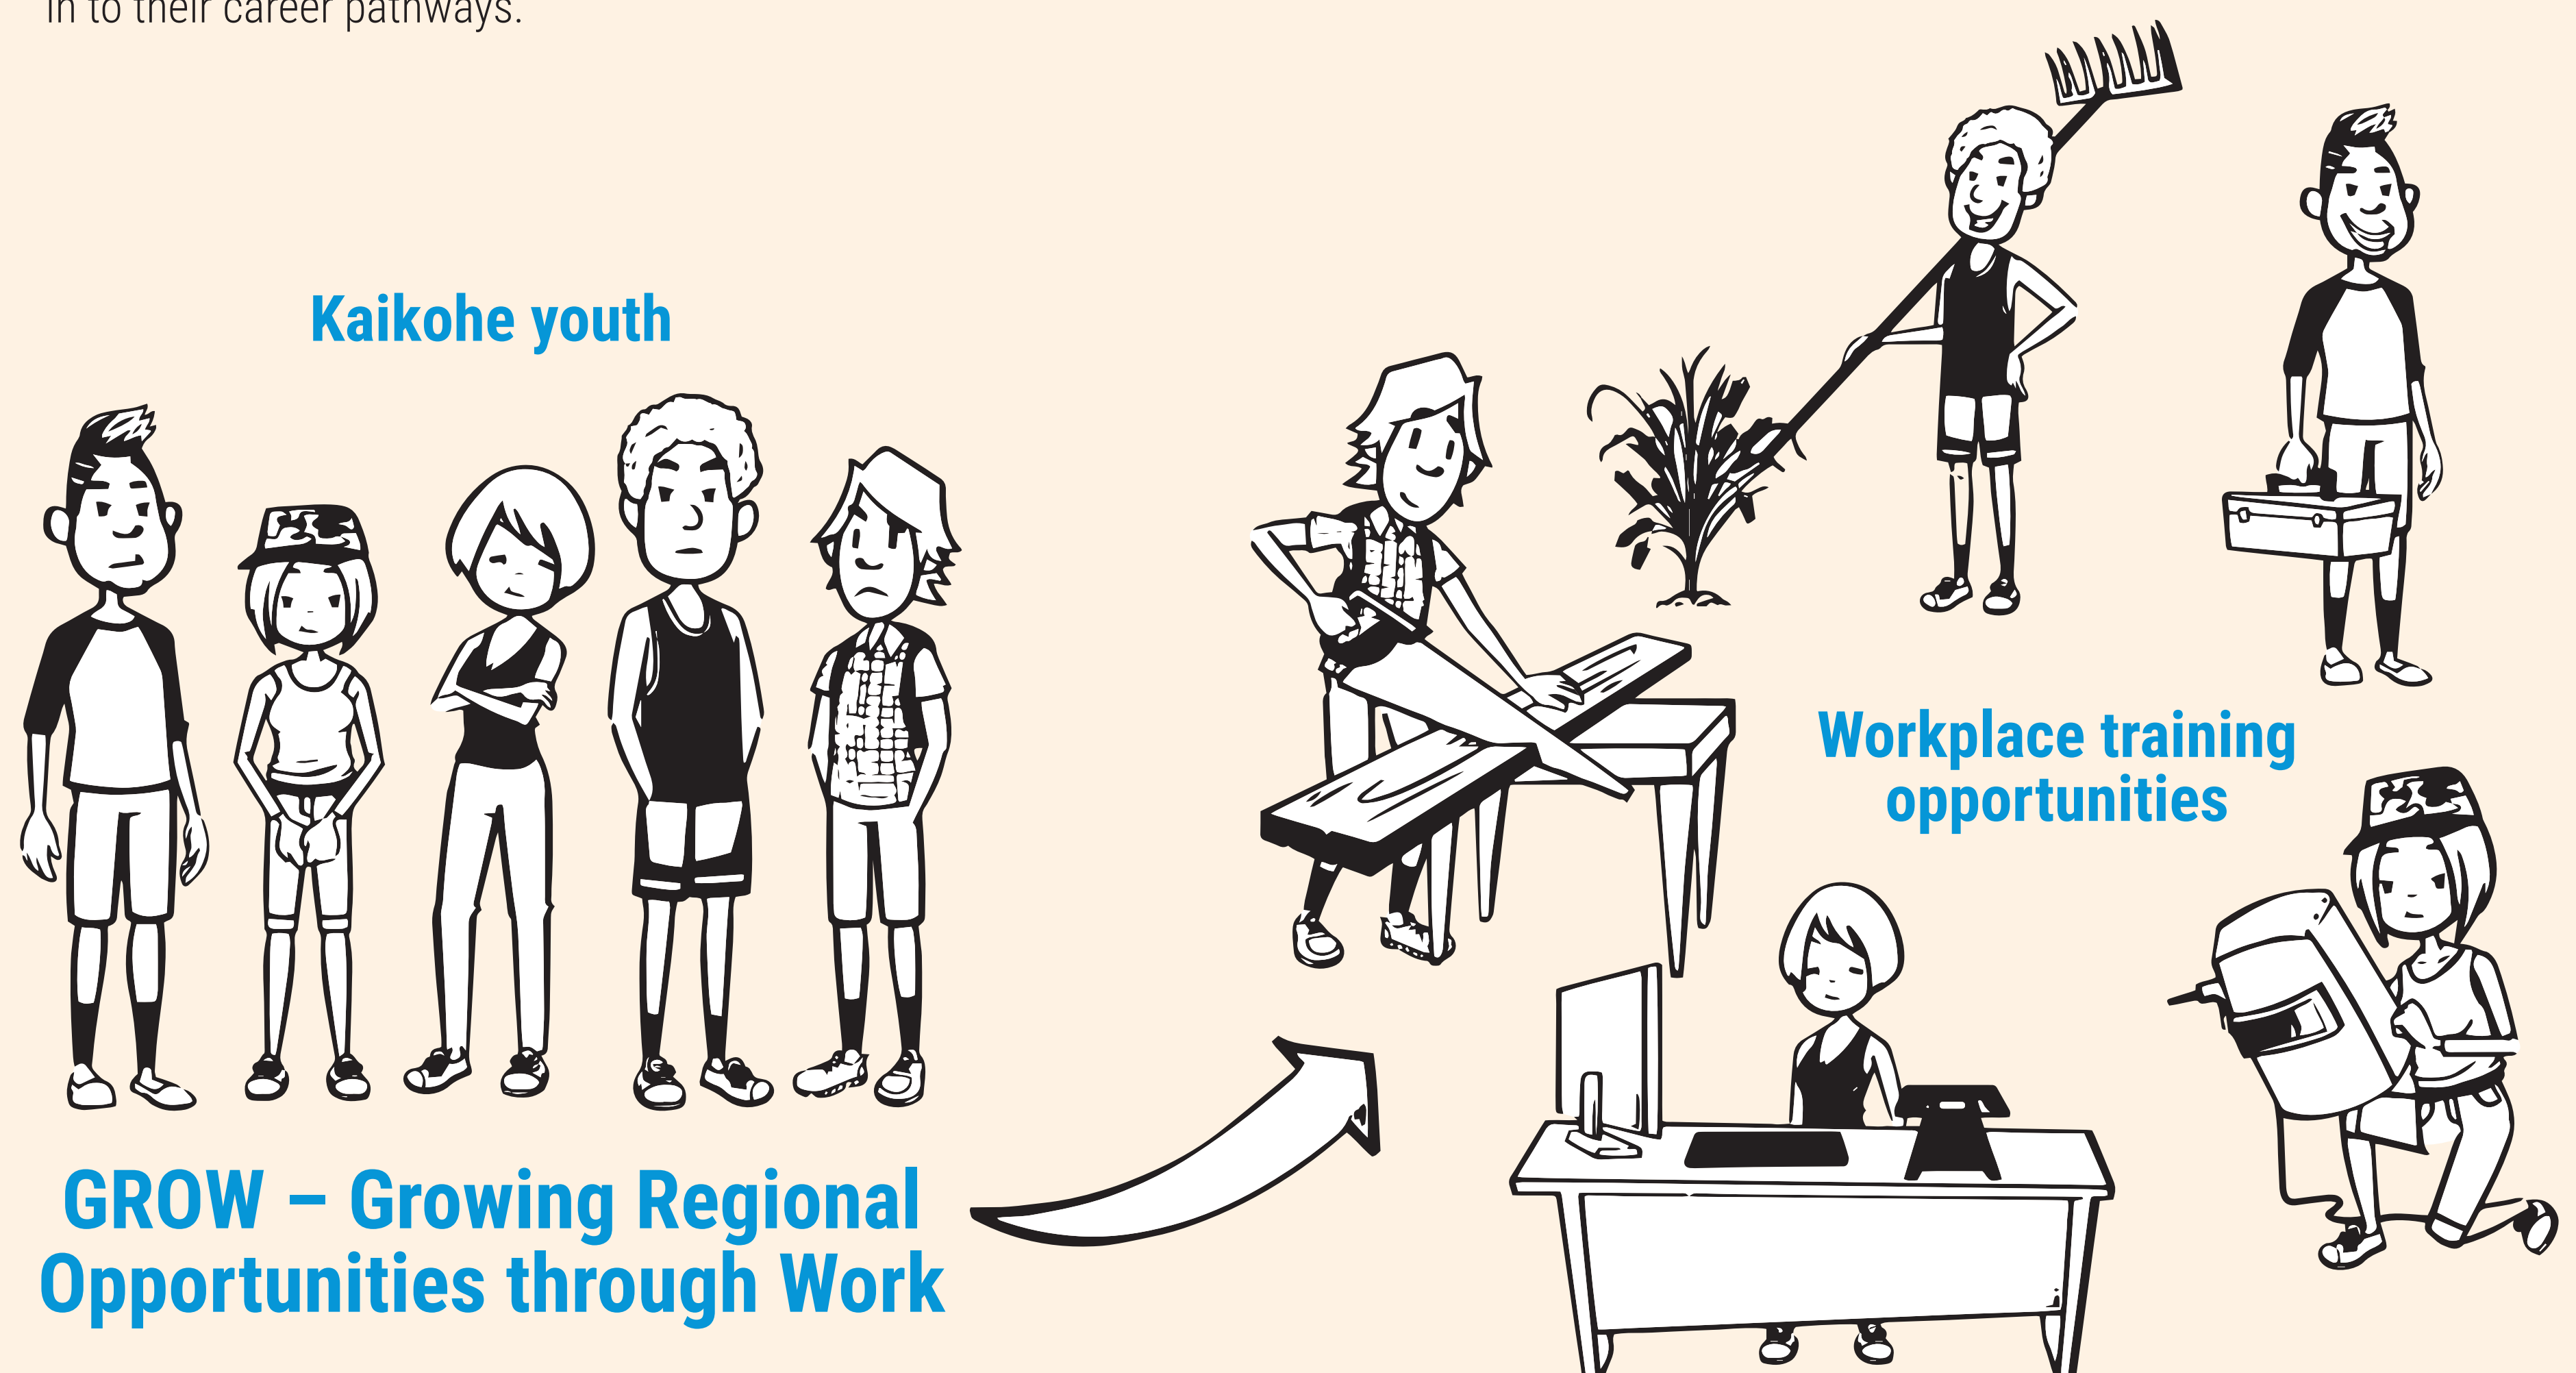 in to their career pathways.
Kaikohe youth
Workplace training
opportunities
GROW – Growing Regional
Opportunities through Work